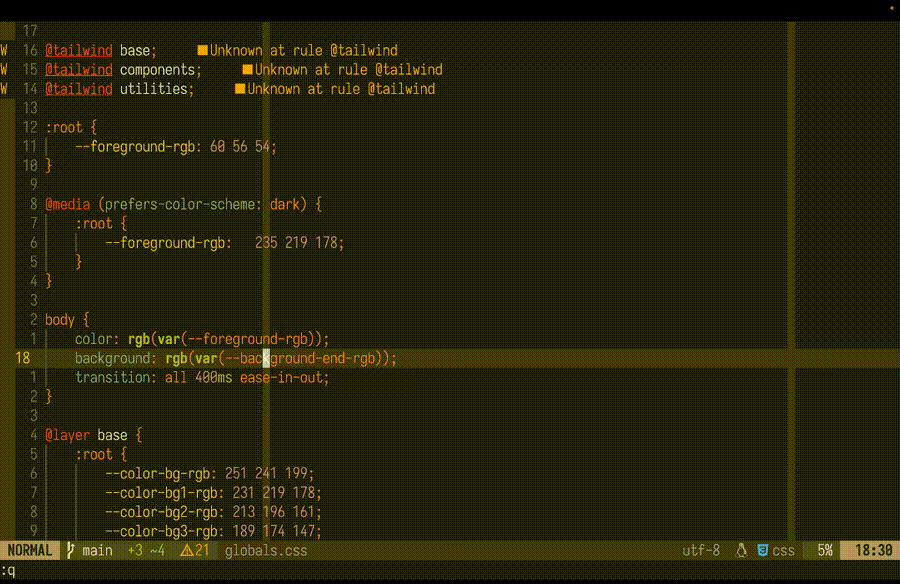 17
W 16 @tailwind base; ■Unknown at rule @tailwind
W 15 @tailwind components; ■Unknown at rule @tailwind
W 14 @tailwind utilities; ■Unknown at rule @tailwind
13
12 :root {
11 --foreground-rgb: 60 56 54;
10 }
9
8 @media (prefers-color-scheme: dark) {
7 :root {
6 --foreground-rgb: 235 219 178;
5 }
4 }
3
2 body {
1 color: rgb(var(--foreground-rgb));
18 background: rgb(var(--background-end-rgb));
1 transition: all 400ms ease-in-out;
2 }
3
4 @layer base {
5 :root {
6 --color-bg-rgb: 251 241 199;
7 --color-bg1-rgb: 231 219 178;
8 --color-bg2-rgb: 213 196 161;
9 --color-bg3-rgb: 189 174 147;
NORMAL main +3 ~4 21 globals.css utf-8 css 5% 18:30
:q